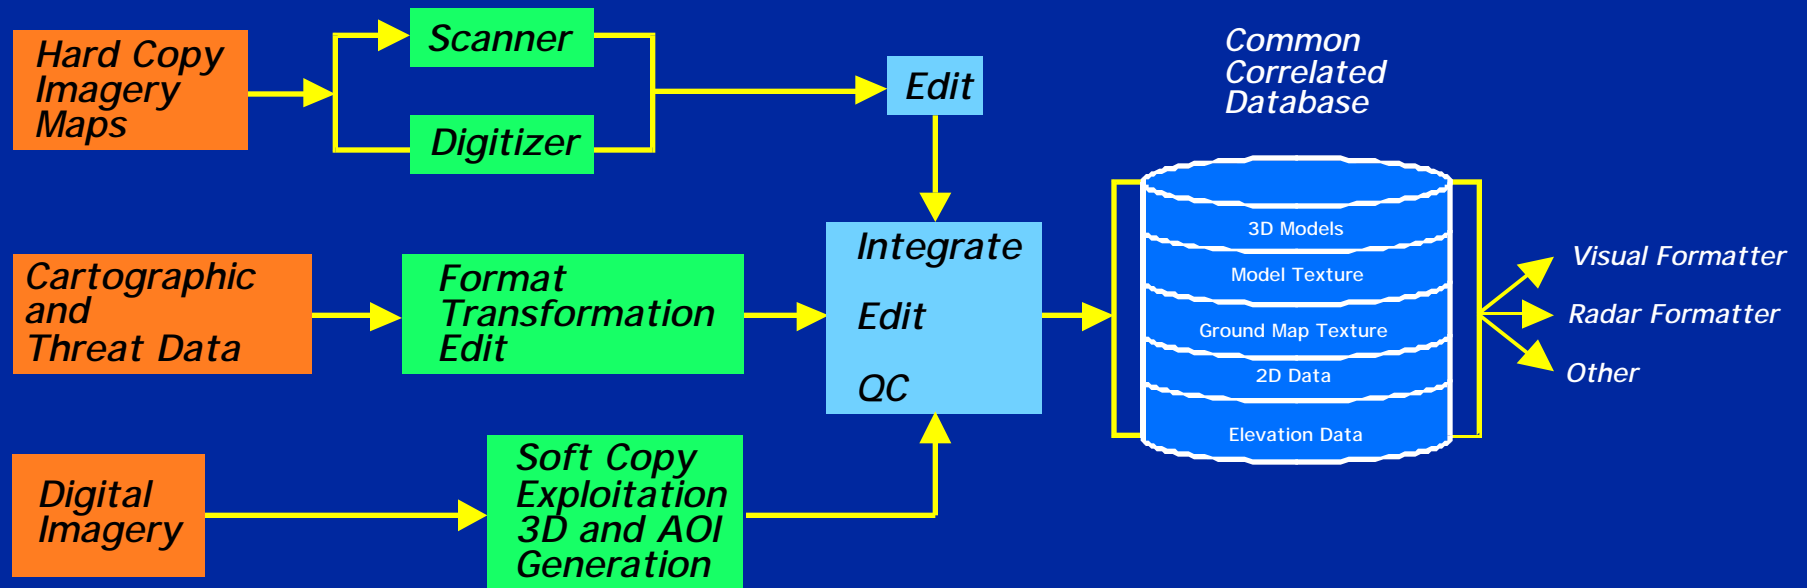 Hard Copy
Imagery
Maps
Scanner
Digitizer
Edit
Cartographic
and
Threat Data
Format
Transformation
Edit
Integrate
Edit
QC
Digital
Imagery
Soft Copy
Exploitation
3D and AOI
Generation
Common
Correlated
Database
3D Models
Model Texture
Ground Map Texture
2D Data
Elevation Data
Visual Formatter
Radar Formatter
Other